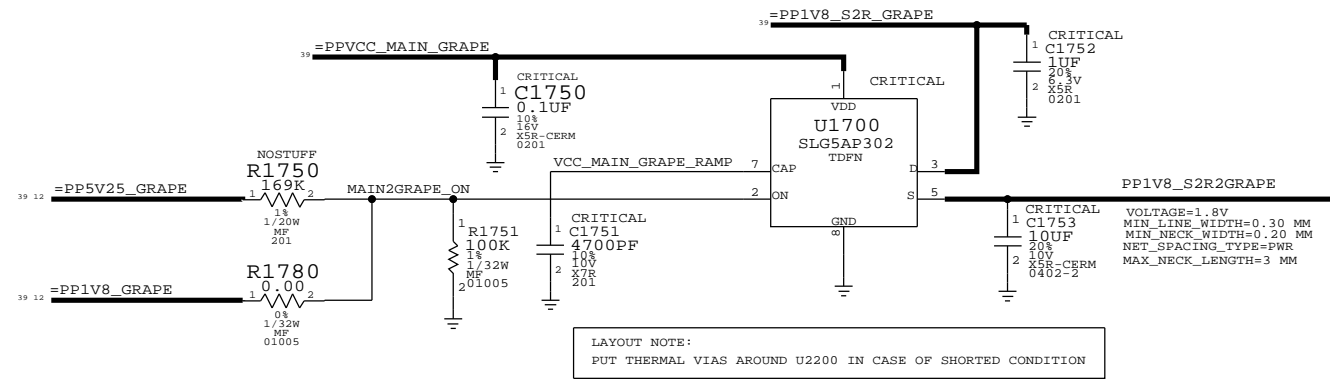 39 =PP1V8_S2R_GRAPE
39 =PPVCC_MAIN_GRAPE
CRITICAL
1 C1752
1UF
20%
6.3V
2 X5R
0201
CRITICAL
1 C1750
0.1UF
10%
16V
2 X5R-CERM
0201
CRITICAL
1
VDD
U1700
SLG5AP302
TDFN
VCC_MAIN_GRAPE_RAMP 7 CAP
D 3
2 ON
S 5
GND
8
NOSTUFF
R1750
39 12 =PP5V25_GRAPE 1 169K 2 MAIN2GRAPE_ON
1%
1/20W
MF
201
1 R1751
100K
1%
1/32W
MF
2 01005
CRITICAL
1 C1751
4700PF
10%
10V
2 X7R
201
R1780
39 12 =PP1V8_GRAPE 1 0.00 2
0%
1/32W
MF
01005
PP1V8_S2R2GRAPE
CRITICAL
1 C1753
10UF
20%
10V
2 X5R-CERM
0402-2
VOLTAGE=1.8V
MIN_LINE_WIDTH=0.30 MM
MIN_NECK_WIDTH=0.20 MM
NET_SPACING_TYPE=PWR
MAX_NECK_LENGTH=3 MM
LAYOUT NOTE:
PUT THERMAL VIAS AROUND U2200 IN CASE OF SHORTED CONDITION